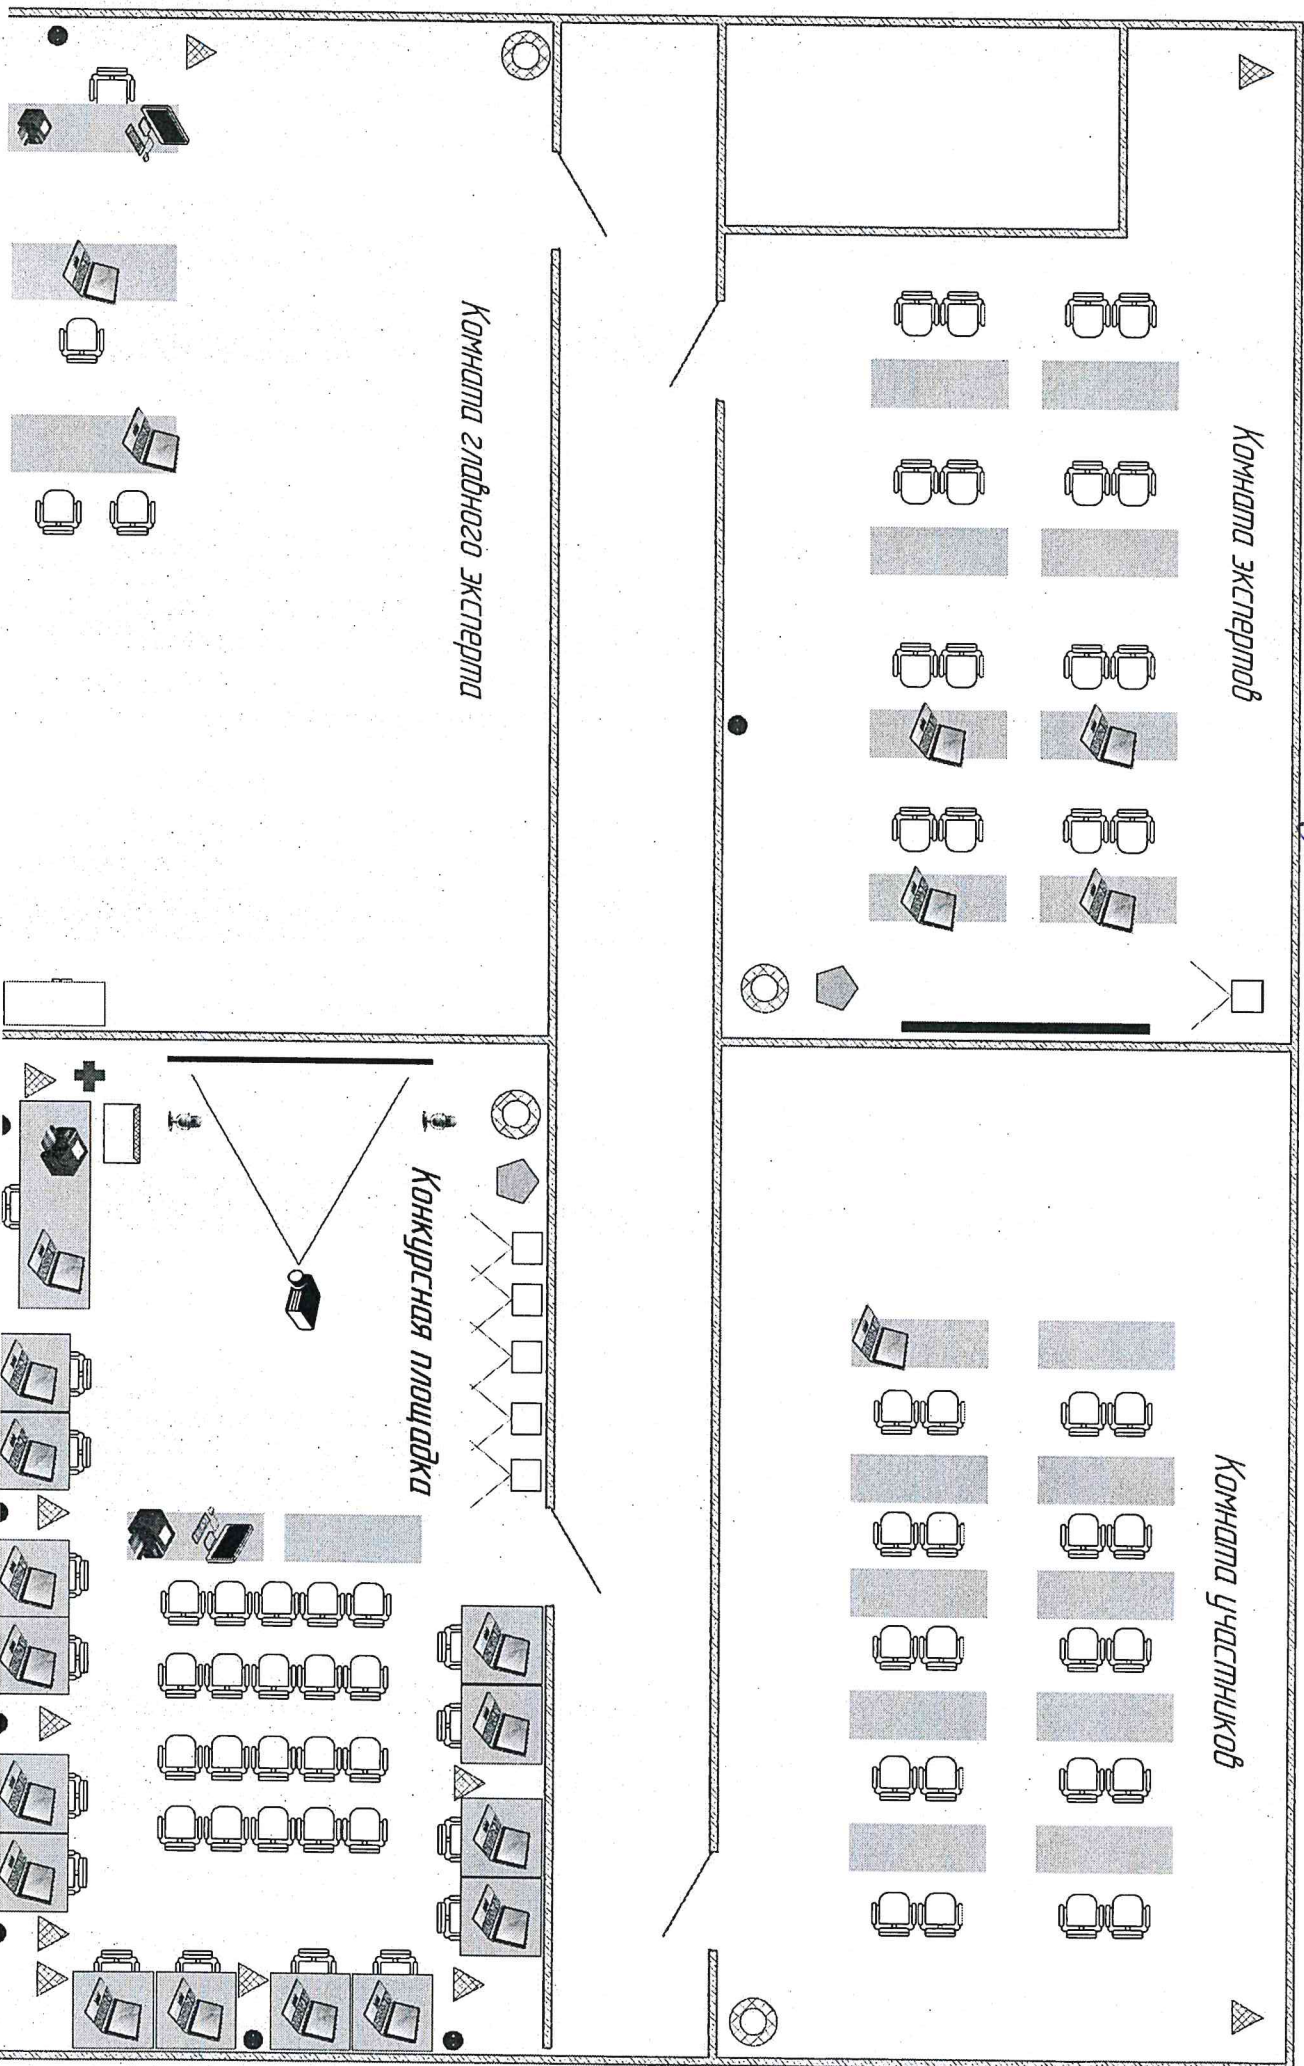 Комната экспертов
Комната участников
Комната главного эксперта
Конкурсная площадка